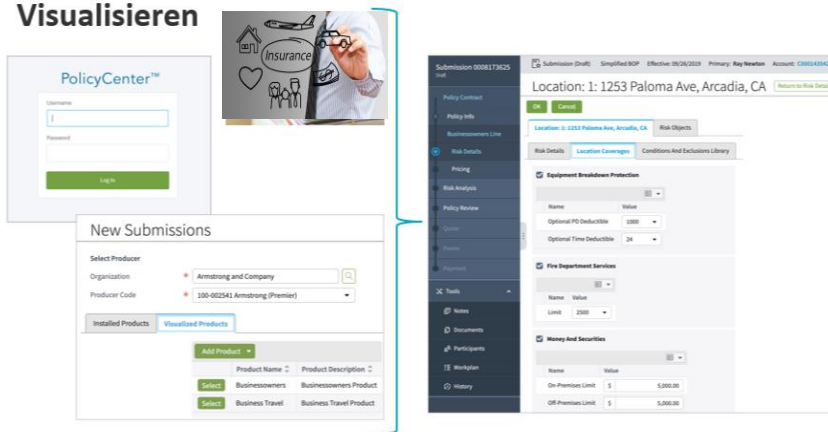 Visualisieren
Insurance
PolicyCenter™
Username
Password
Log In
New Submissions
Select Producer
Organization * Armstrong and Company
Producer Code * 100-002541 Armstrong (Premier)
Installed Products Visualized Products
Add Product
Product Name Product Description
Select Businessowners Businessowners Product
Select Business Travel Business Travel Product
Submission 0008173625
Draft
Policy Contract
Policy Info
Businessowners Line
Risk Details
Pricing
Risk Analysis
Policy Review
Quote
Forms
Payment
Tools
Notes
Documents
Participants
Workplan
History
Submission (Draft) Simplified BOP Effective: 09/26/2019 Primary: Ray Newton Account:
Location: 1: 1253 Paloma Ave, Arcadia, CA Return to Risk Detai
OK Cancel
Location: 1: 1253 Paloma Ave, Arcadia, CA Risk Objects
Risk Details Location Coverages Conditions And Exclusions Library
Equipment Breakdown Protection
Name Value
Optional PD Deductible 1000
Optional Time Deductible 24
Fire Department Services
Name Value
Limit 2500
Money And Securities
Name Value
On-Premises Limit $ 5,000.00
Off-Premises Limit $ 5,000.00